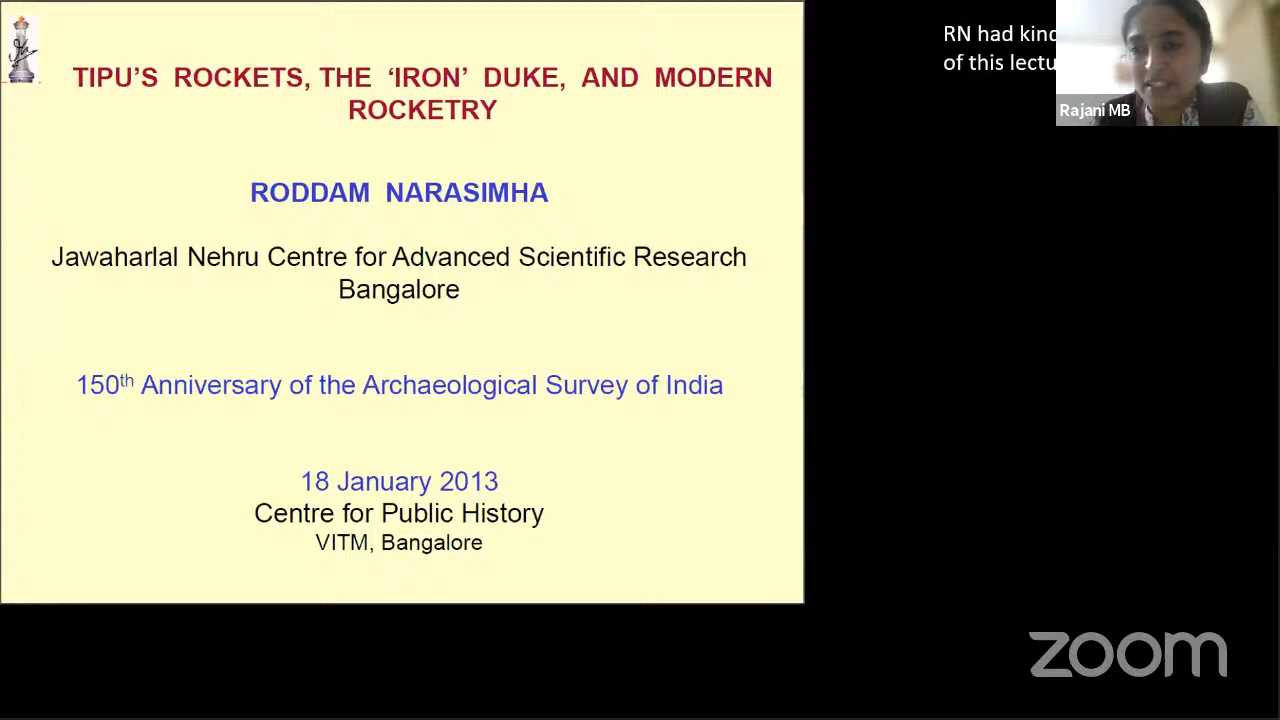 TIPU'S ROCKETS, THE 'IRON' DUKE, AND MODERN
ROCKETRY
RODDAM NARASIMHA
Jawaharlal Nehru Centre for Advanced Scientific Research
Bangalore
150th Anniversary of the Archaeological Survey of India
18 January 2013
Centre for Public History
VITM, Bangalore
RN had kind
of this lectu
Rajani MB
zoom